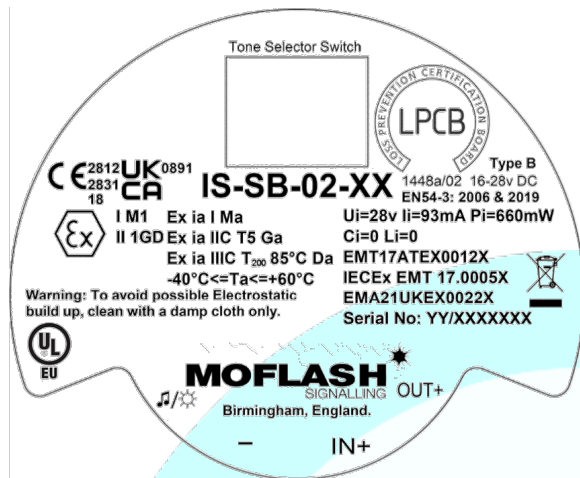 Tone Selector Switch
LOSS PREVENTION CERTIFICATION BOARD
LPCB
CE 2812 2831 18
UKCA 0891
IS-SB-02-XX
Type B
1448a/02 16-28v DC
EN54-3: 2006 & 2019
Ex
I M1 Ex ia I Ma
II 1GD Ex ia IIC T5 Ga
Ex ia IIIC T200 85°C Da
-40°C<=Ta<=+60°C
Ui=28v Ii=93mA Pi=660mW
Ci=0 Li=0
EMT17ATEX0012X
IECEx EMT 17.0005X
EMA21UKEX0022X
Serial No: YY/XXXXXXX
Warning: To avoid possible Electrostatic
build up, clean with a damp cloth only.
UL
EU
MOFLASH
SIGNALLING
Birmingham, England.
♫/☼
OUT+
− IN+